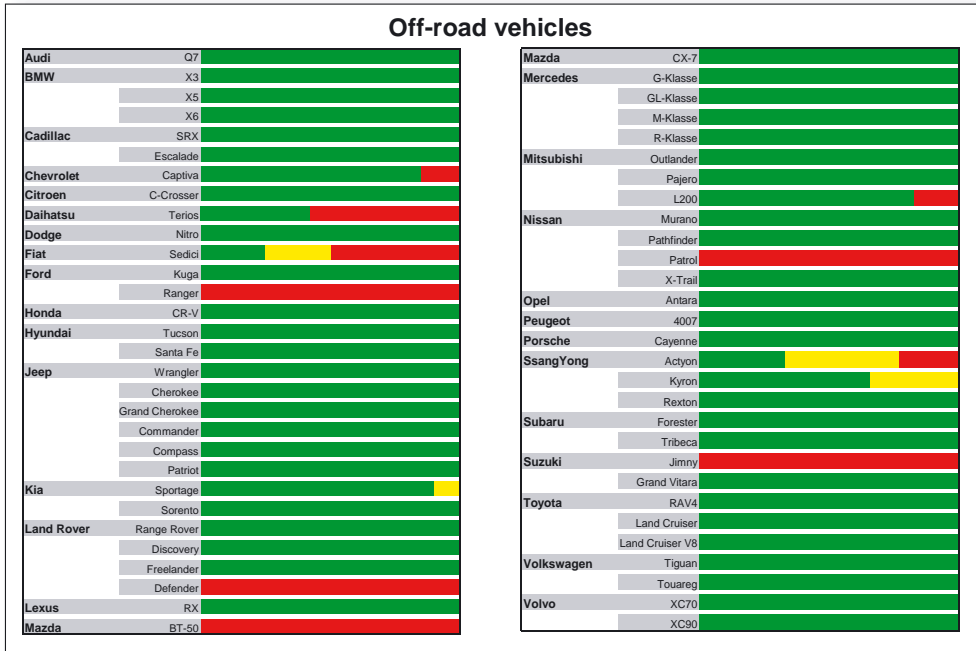 Off-road vehicles
Audi Q7
BMW X3
X5
X6
Cadillac SRX
Escalade
Chevrolet Captiva
Citroen C-Crosser
Daihatsu Terios
Dodge Nitro
Fiat Sedici
Ford Kuga
Ranger
Honda CR-V
Hyundai Tucson
Santa Fe
Jeep Wrangler
Cherokee
Grand Cherokee
Commander
Compass
Patriot
Kia Sportage
Sorento
Land Rover Range Rover
Discovery
Freelander
Defender
Lexus RX
Mazda BT-50
Mazda CX-7
Mercedes G-Klasse
GL-Klasse
M-Klasse
R-Klasse
Mitsubishi Outlander
Pajero
L200
Nissan Murano
Pathfinder
Patrol
X-Trail
Opel Antara
Peugeot 4007
Porsche Cayenne
SsangYong Actyon
Kyron
Rexton
Subaru Forester
Tribeca
Suzuki Jimny
Grand Vitara
Toyota RAV4
Land Cruiser
Land Cruiser V8
Volkswagen Tiguan
Touareg
Volvo XC70
XC90